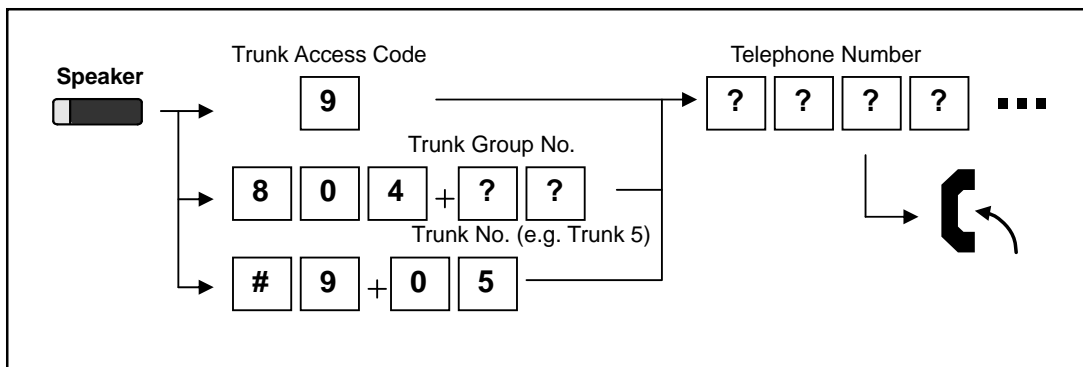 Trunk Access Code
Telephone Number
Speaker
9
? ? ? ? ...
Trunk Group No.
8 0 4 + ? ?
Trunk No. (e.g. Trunk 5)
# 9 + 0 5